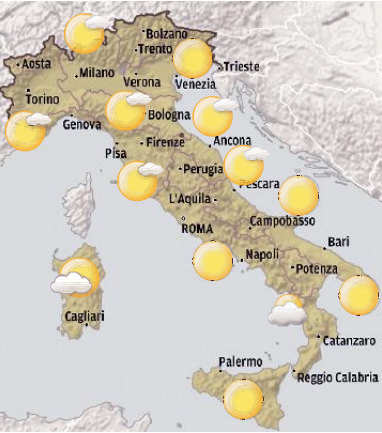 Bolzano
Trento
Aosta
Milano
Trieste
Verona
Venezia
Torino
Genova
Bologna
Pisa
Firenze
Ancona
Perugia
Pescara
L'Aquila
ROMA
Campobasso
Bari
Napoli
Potenza
Cagliari
Catanzaro
Palermo
Reggio Calabria